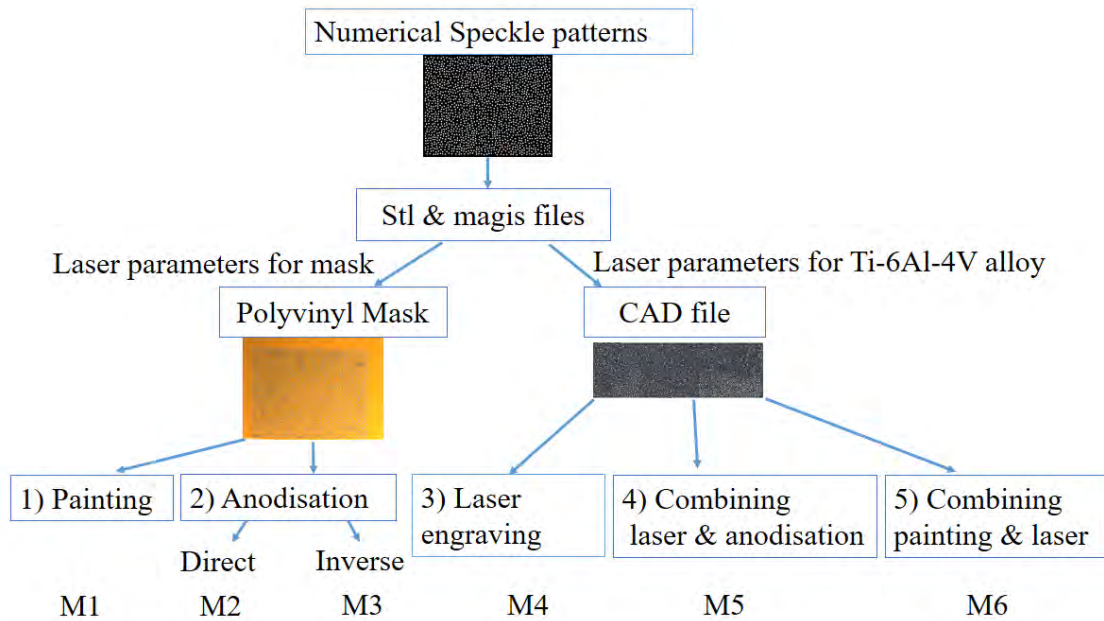 Numerical Speckle patterns
Stl & magis files
Laser parameters for mask
Laser parameters for Ti-6Al-4V alloy
Polyvinyl Mask
CAD file
1) Painting
2) Anodisation
3) Laser
engraving
4) Combining
laser & anodisation
5) Combining
painting & laser
Direct
Inverse
M1
M2
M3
M4
M5
M6